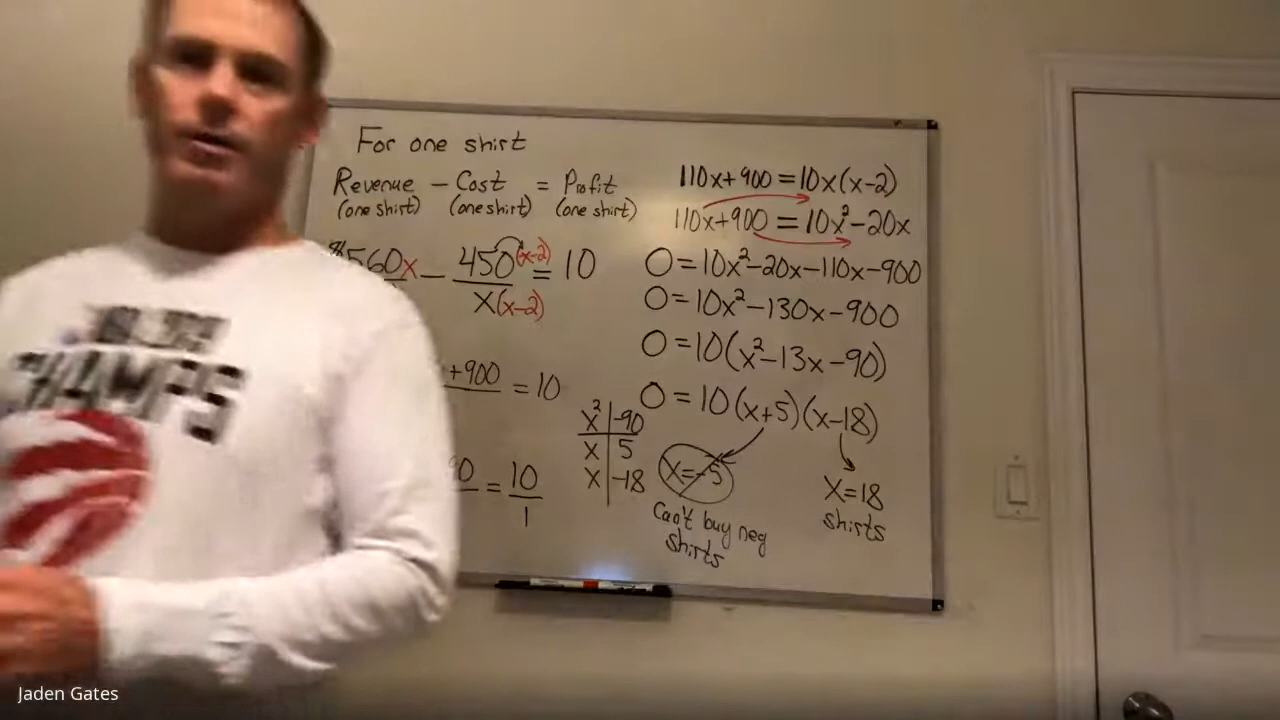 For one shirt
Revenue - Cost = Profit
(one shirt) (one shirt) (one shirt)
$560x - 450(x-2) = 10
x(x-2)
+900 = 10
0 = 10
1
x² | -90
x | 5
x | -18
110x+900 = 10x(x-2)
110x+900 = 10x²-20x
0 = 10x²-20x-110x-900
0 = 10x²-130x-900
0 = 10(x²-13x-90)
0 = 10(x+5)(x-18)
x=-5
Can't buy neg
shirts
x=18
shirts
CHAMPS
Jaden Gates